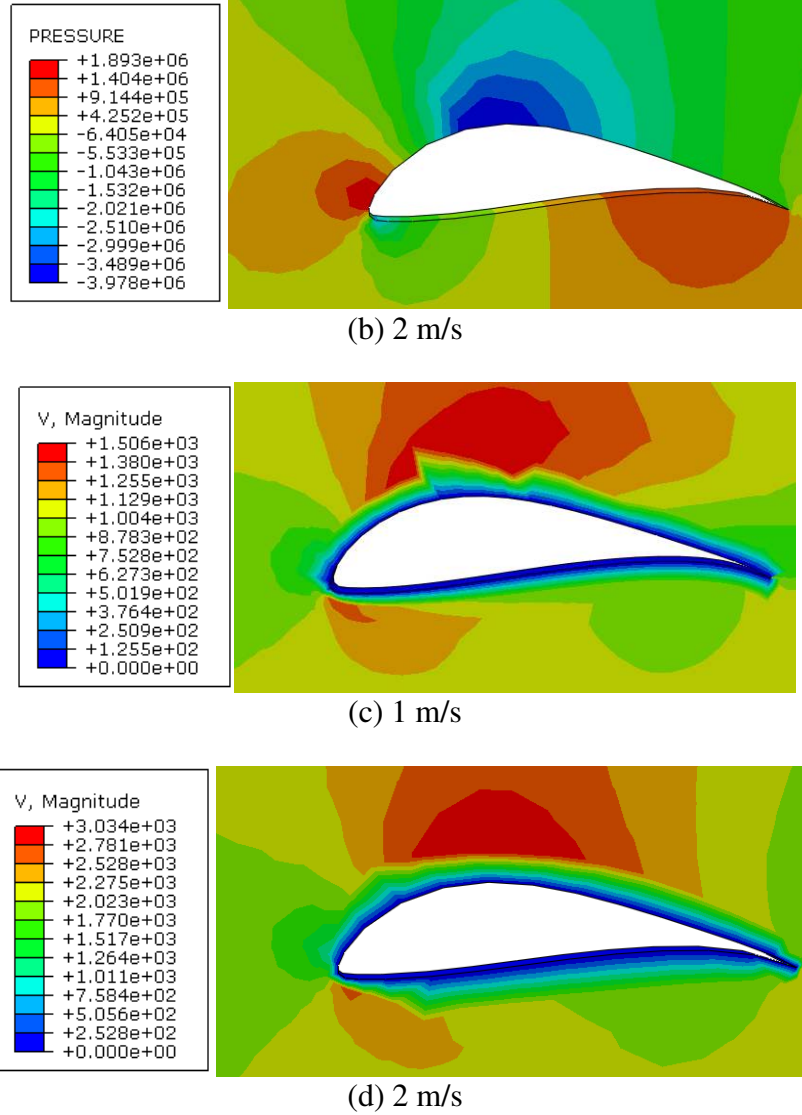 PRESSURE
+1.893e+06
+1.404e+06
+9.144e+05
+4.252e+05
-6.405e+04
-5.533e+05
-1.043e+06
-1.532e+06
-2.021e+06
-2.510e+06
-2.999e+06
-3.489e+06
-3.978e+06
(b) 2 m/s
V, Magnitude
+1.506e+03
+1.380e+03
+1.255e+03
+1.129e+03
+1.004e+03
+8.783e+02
+7.528e+02
+6.273e+02
+5.019e+02
+3.764e+02
+2.509e+02
+1.255e+02
+0.000e+00
(c) 1 m/s
V, Magnitude
+3.034e+03
+2.781e+03
+2.528e+03
+2.275e+03
+2.023e+03
+1.770e+03
+1.517e+03
+1.264e+03
+1.011e+03
+7.584e+02
+5.056e+02
+2.528e+02
+0.000e+00
(d) 2 m/s